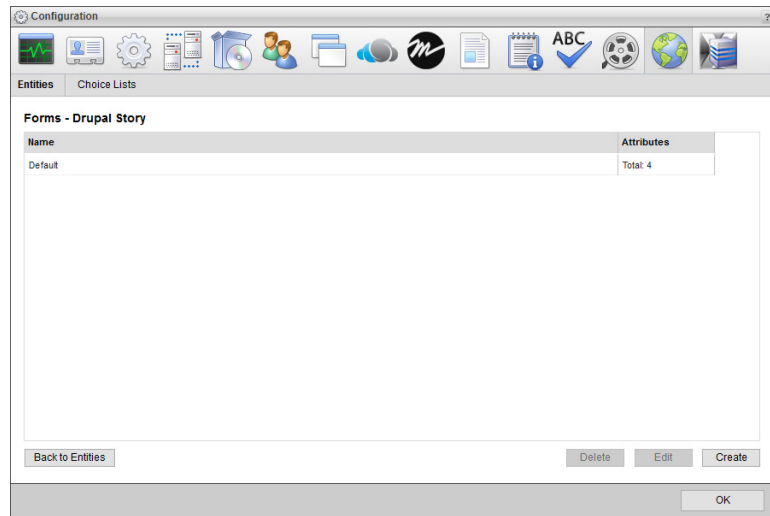 Configuration
?
ABC
m
Entities Choice Lists
Forms - Drupal Story
Name Attributes
Default Total: 4
Back to Entities Delete Edit Create
OK